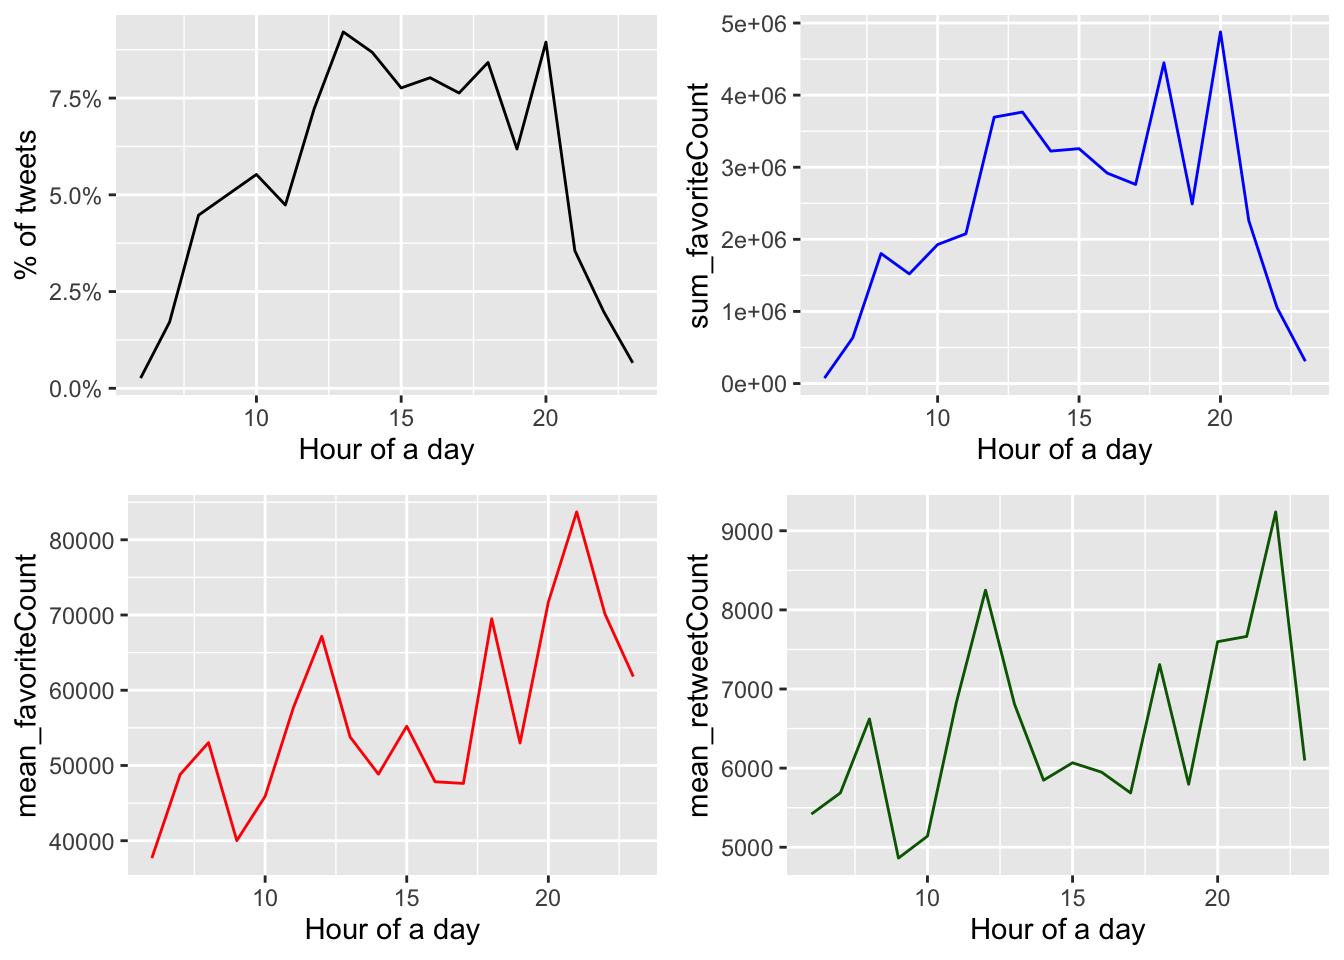 % of tweets
7.5%
5.0%
2.5%
0.0%
10 15 20
Hour of a day
sum_favoriteCount
5e+06
4e+06
3e+06
2e+06
1e+06
0e+00
10 15 20
Hour of a day
mean_favoriteCount
80000
70000
60000
50000
40000
10 15 20
Hour of a day
mean_retweetCount
9000
8000
7000
6000
5000
10 15 20
Hour of a day